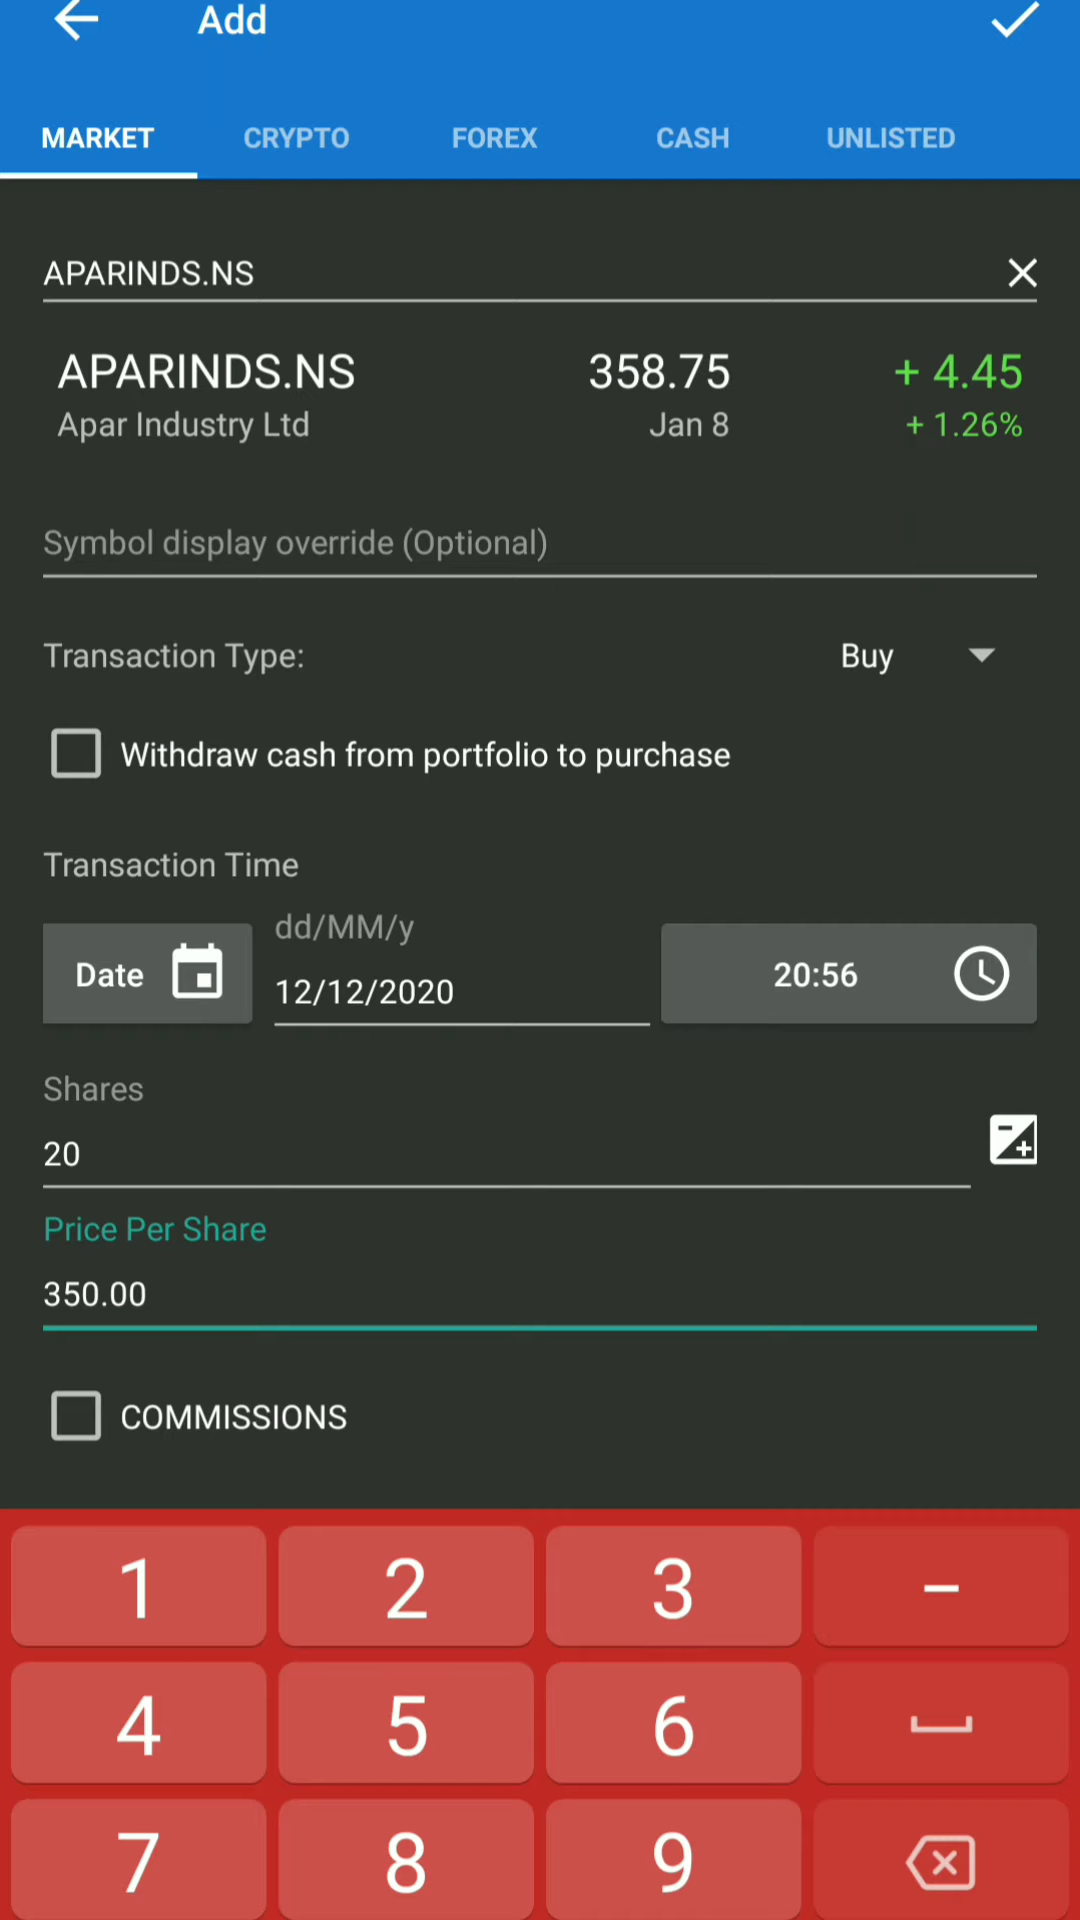 Add
MARKET CRYPTO FOREX CASH UNLISTED
APARINDS.NS
APARINDS.NS 358.75 + 4.45
Apar Industry Ltd Jan 8 + 1.26%
Symbol display override (Optional)
Transaction Type: Buy
Withdraw cash from portfolio to purchase
Transaction Time
dd/MM/y
Date 12/12/2020 20:56
Shares
20
Price Per Share
350.00
COMMISSIONS
1 2 3 –
4 5 6
7 8 9